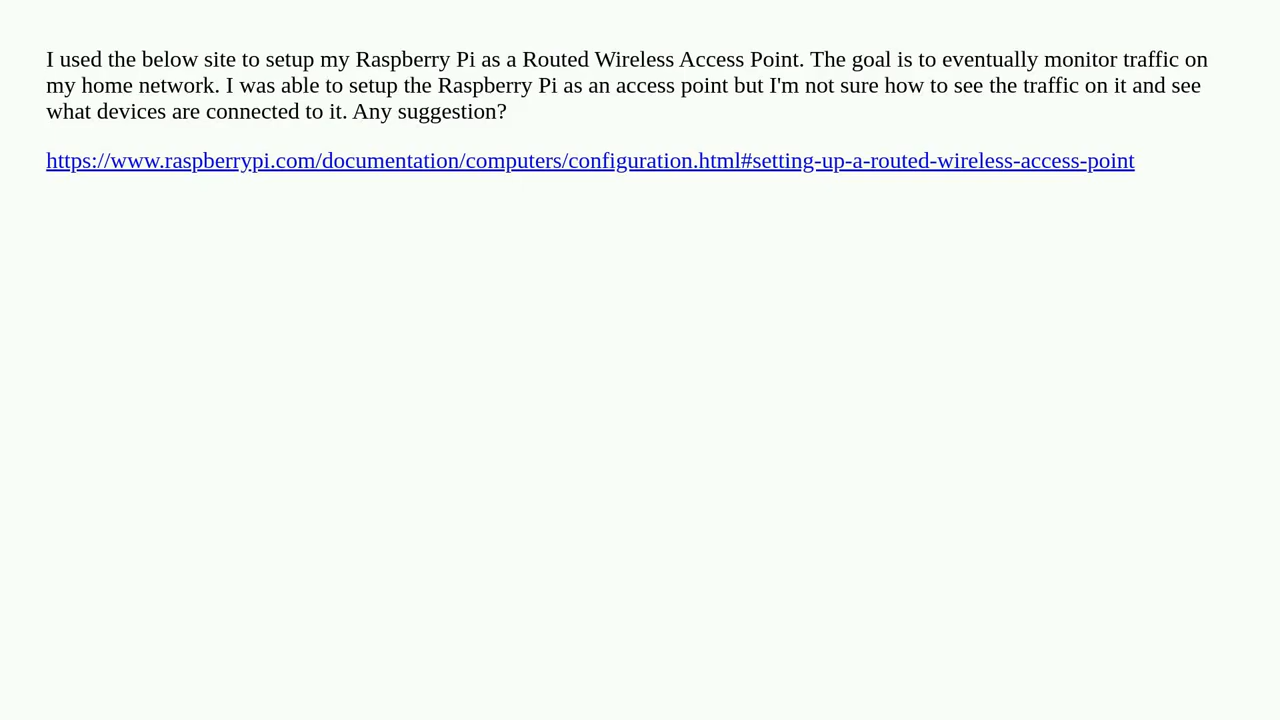 I used the below site to setup my Raspberry Pi as a Routed Wireless Access Point. The goal is to eventually monitor traffic on
my home network. I was able to setup the Raspberry Pi as an access point but I'm not sure how to see the traffic on it and see
what devices are connected to it. Any suggestion?
https://www.raspberrypi.com/documentation/computers/configuration.html#setting-up-a-routed-wireless-access-point